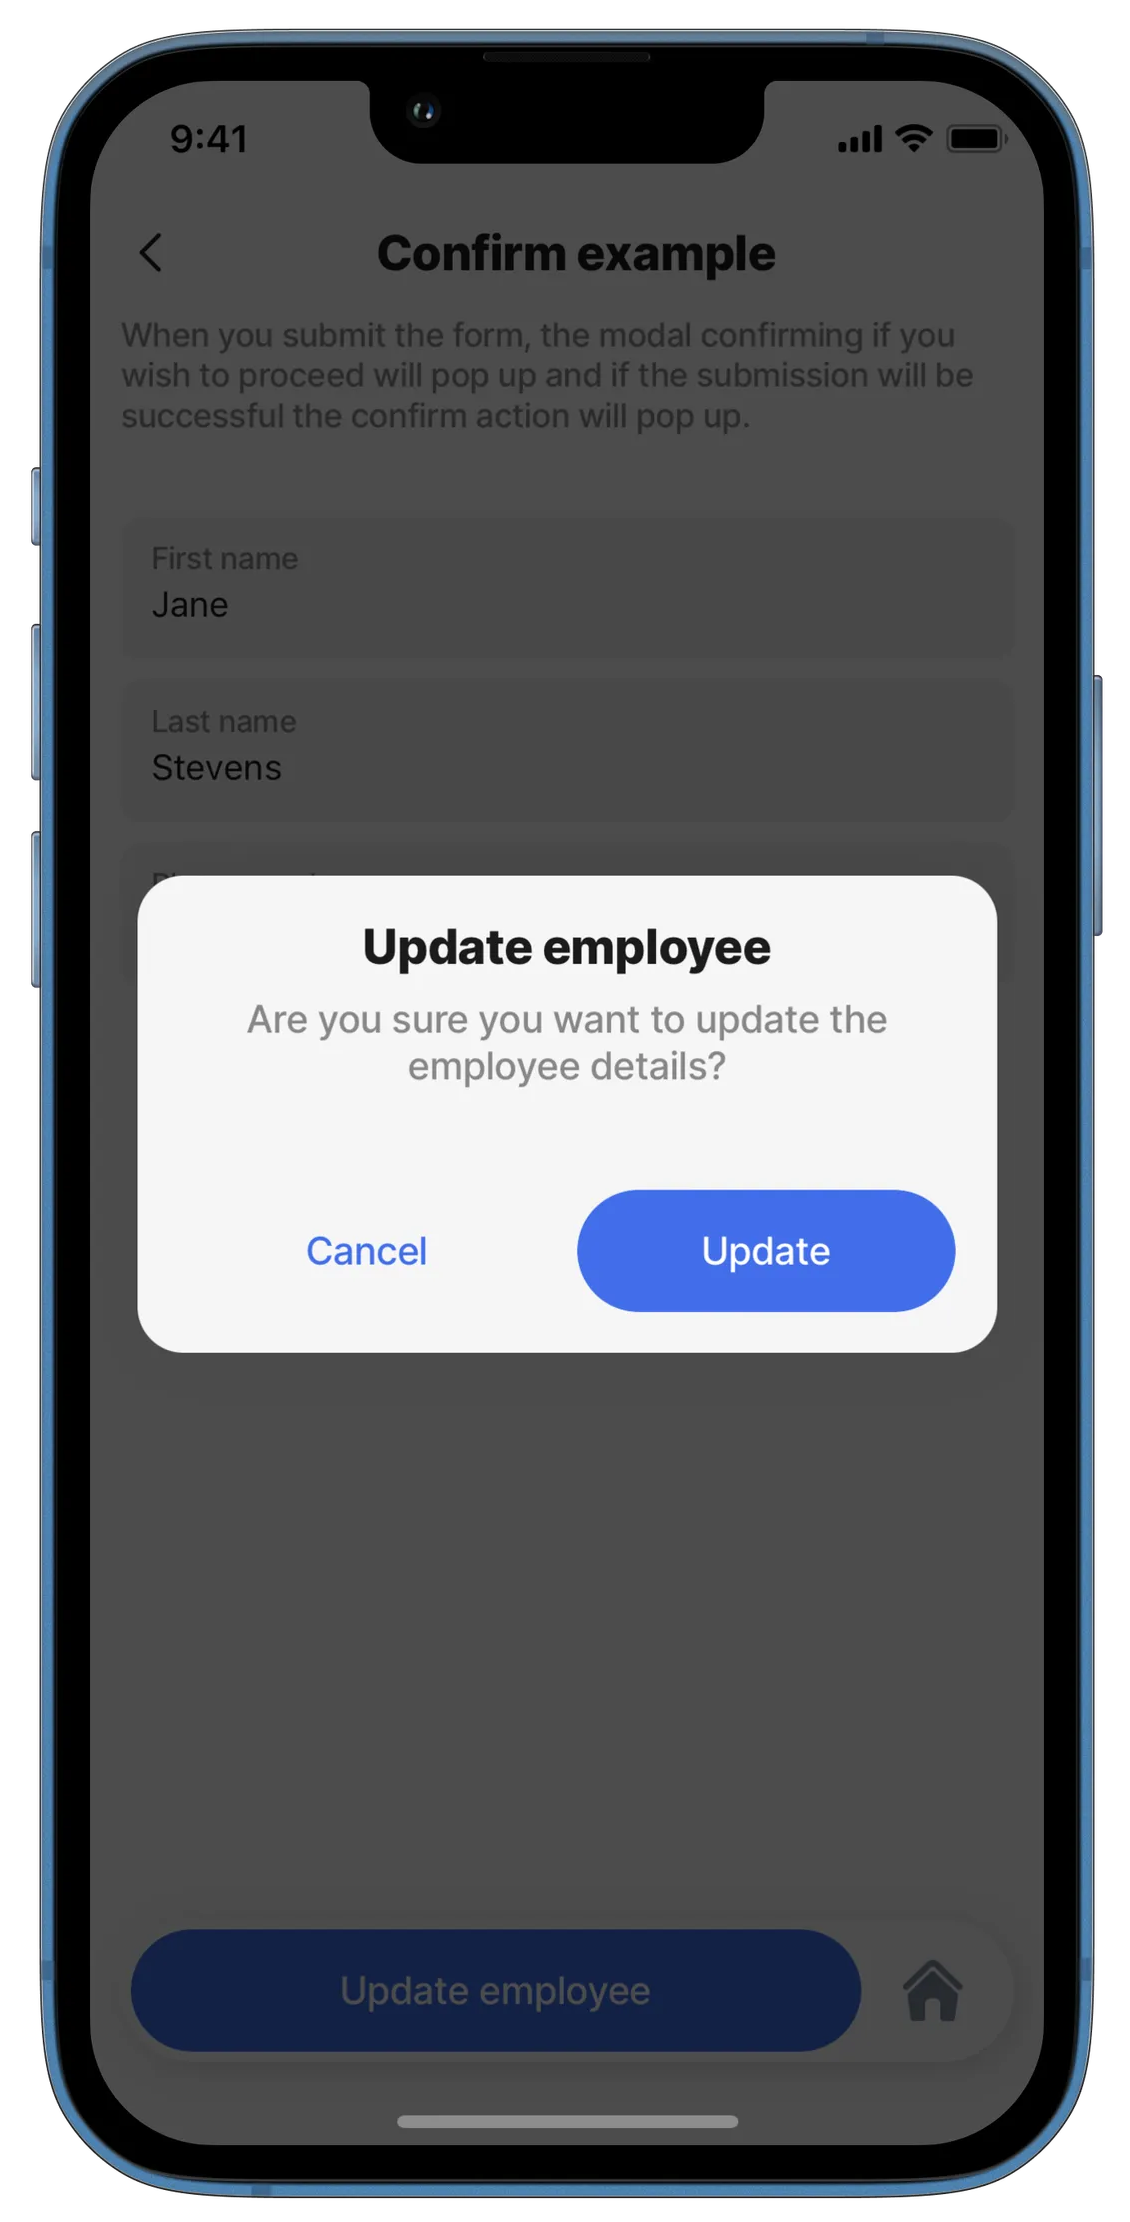 9:41
Confirm example
When you submit the form, the modal confirming if you
wish to proceed will pop up and if the submission will be
successful the confirm action will pop up.
First name
Jane
Last name
Stevens
Update employee
Are you sure you want to update the
employee details?
Cancel
Update
Update employee